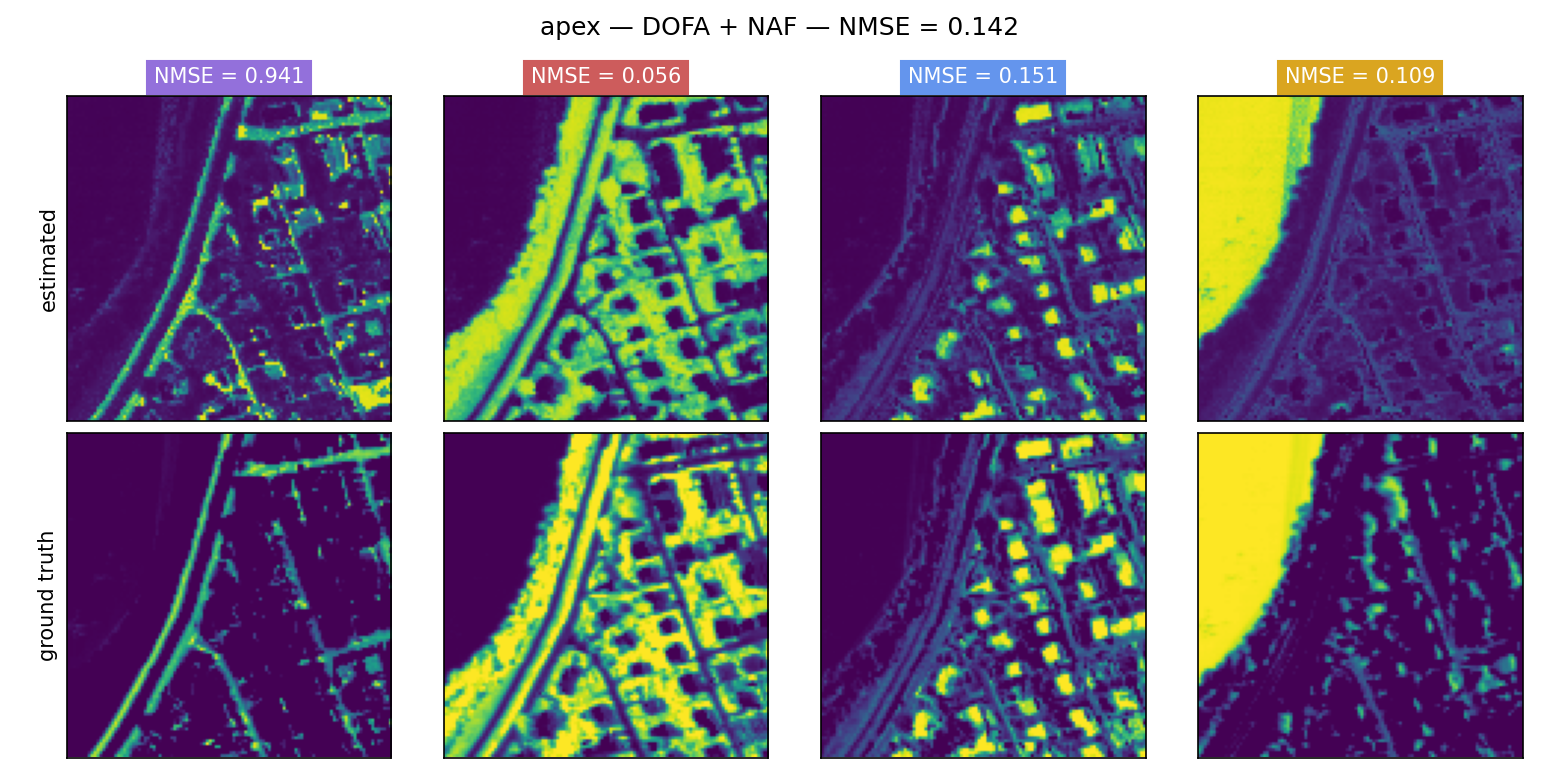 apex — DOFA + NAF — NMSE = 0.142
NMSE = 0.941
NMSE = 0.056
NMSE = 0.151
NMSE = 0.109
estimated
ground truth